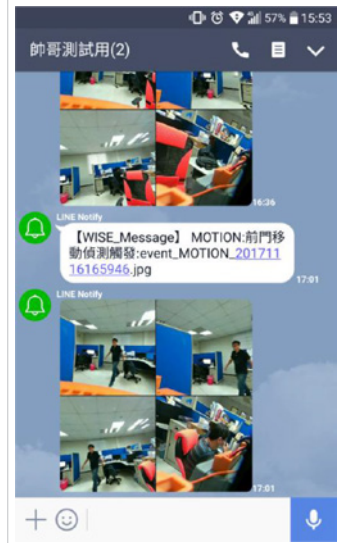 57% 15:53
帥哥測試用(2)
16:36
LINE Notify
【WISE_Message】 MOTION:前門移
動偵測觸發:event_MOTION_201711
16165946.jpg
17:01
LINE Notify
17:01